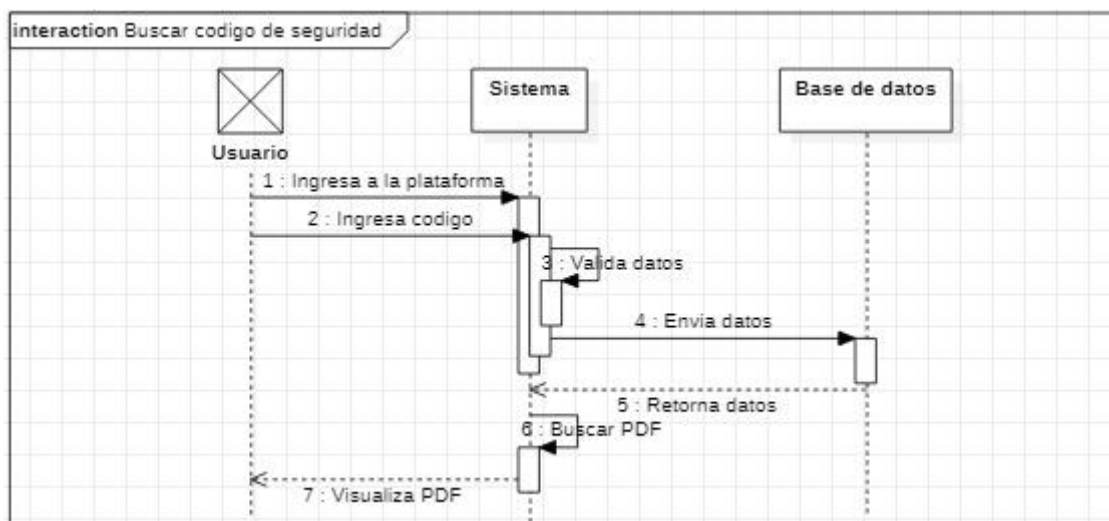 interaction Buscar codigo de seguridad
Sistema
Base de datos
Usuario
1 : Ingresa a la plataforma
2 : Ingresa codigo
3 : Valida datos
4 : Envia datos
5 : Retorna datos
6 : Buscar PDF
7 : Visualiza PDF